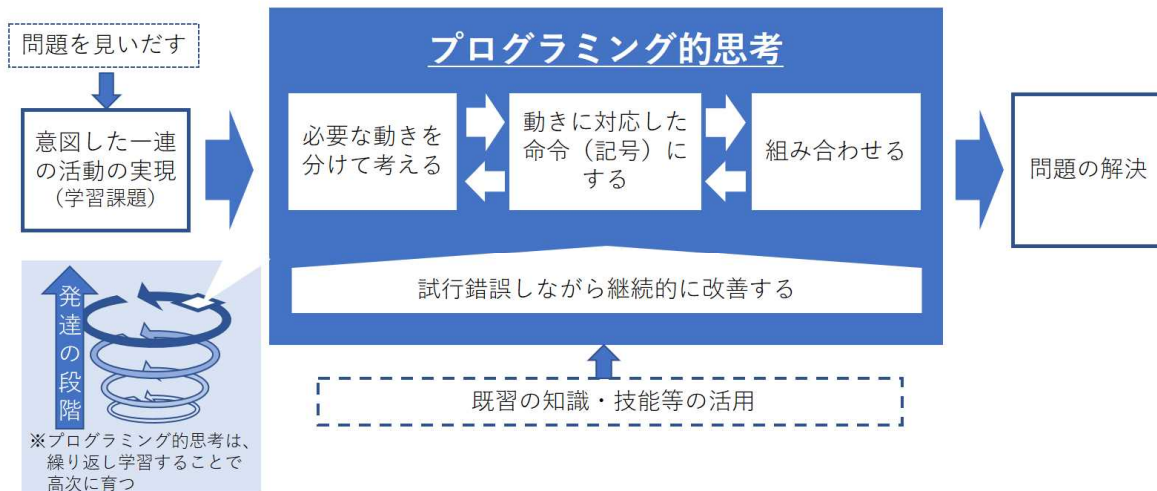 問題を見いだす
意図した一連
の活動の実現
(学習課題)
プログラミング的思考
必要な動きを
分けて考える
動きに対応した
命令（記号）に
する
組み合わせる
試行錯誤しながら継続的に改善する
問題の解決
既習の知識・技能等の活用
発達の段階
※プログラミング的思考は、
繰り返し学習することで
高次に育つ